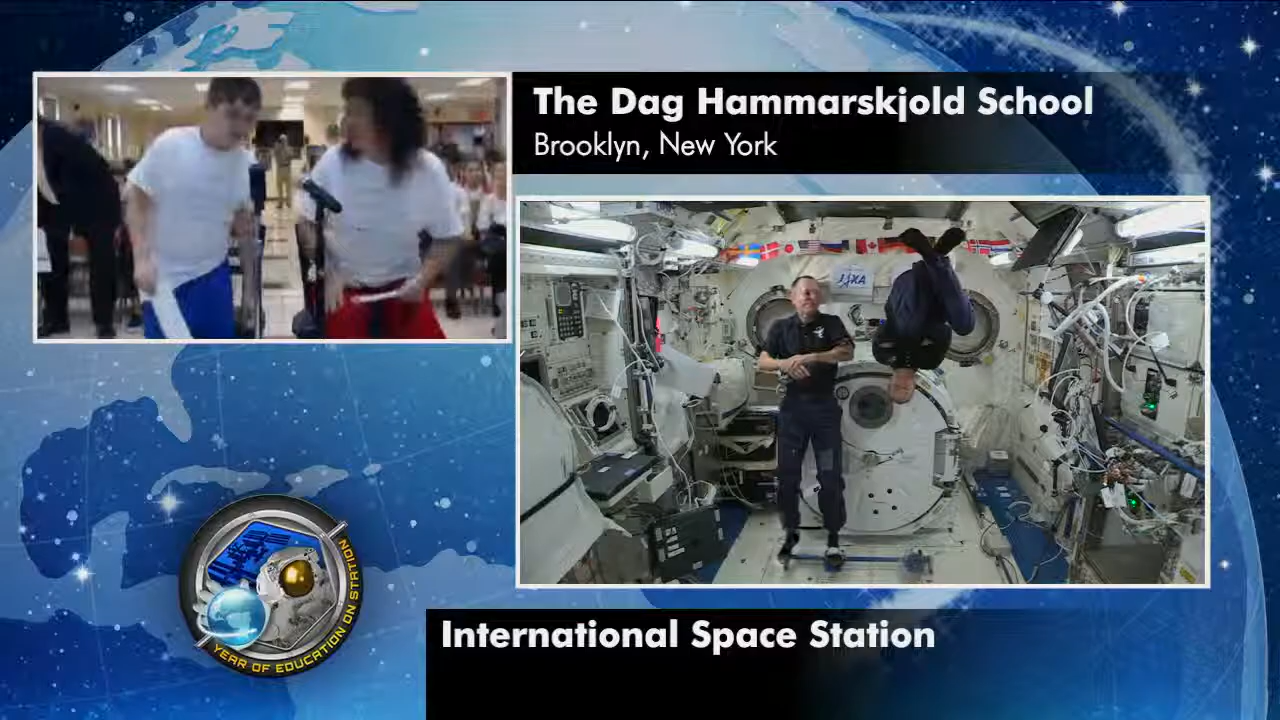 The Dag Hammarskjold School
Brooklyn, New York
JAXA
International Space Station
YEAR OF EDUCATION ON STATION